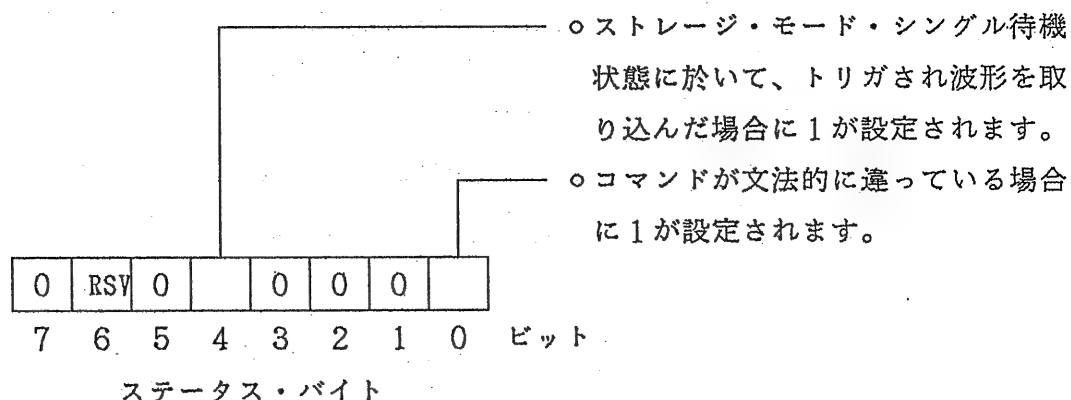 ○ストレージ・モード・シングル待機
状態に於いて、トリガされ波形を取
り込んだ場合に1が設定されます。
○コマンドが文法的に違っている場合
に1が設定されます。
0 RSV 0 0 0 0
7 6 5 4 3 2 1 0 ビット
ステータス・バイト